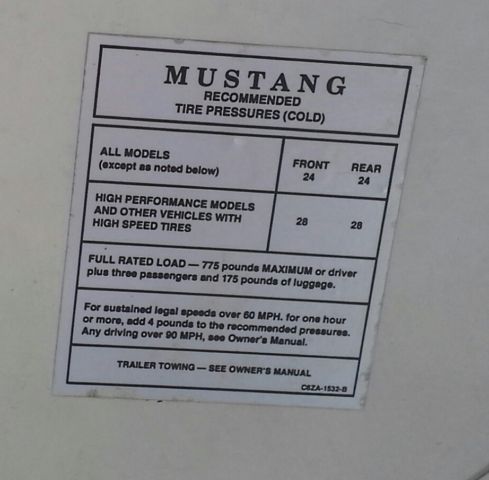 MUSTANG
RECOMMENDED
TIRE PRESSURES (COLD)
ALL MODELS
(except as noted below)
FRONT REAR
24 24
HIGH PERFORMANCE MODELS
AND OTHER VEHICLES WITH
HIGH SPEED TIRES
28 28
FULL RATED LOAD — 775 pounds MAXIMUM or driver
plus three passengers and 175 pounds of luggage.
For sustained legal speeds over 60 MPH. for one hour
or more, add 4 pounds to the recommended pressures.
Any driving over 90 MPH, see Owner's Manual.
TRAILER TOWING — SEE OWNER'S MANUAL
C6ZA-1532-B